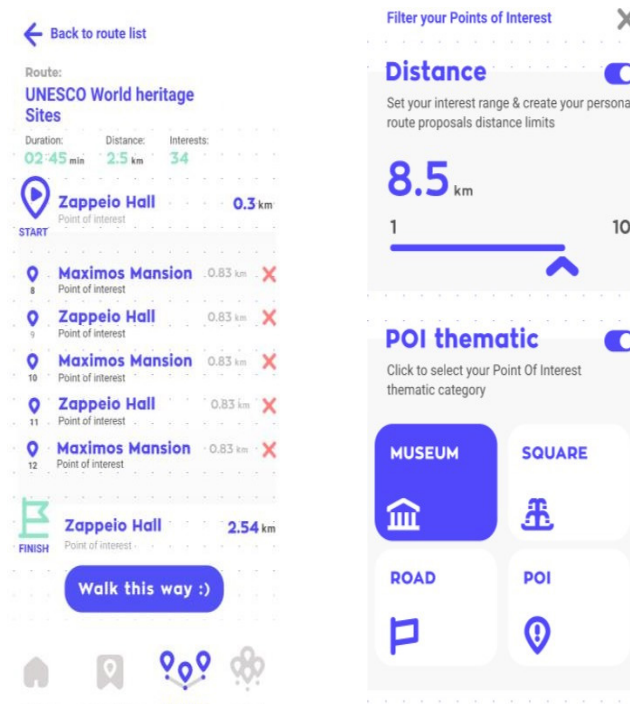 Back to route list
Route:
UNESCO World heritage
Sites
Duration: Distance: Interests:
02:45 min 2.5 km 34
Zappeio Hall 0.3 km
Point of interest
START
Maximos Mansion 0.83 km
8 Point of interest
Zappeio Hall 0.83 km
9 Point of interest
Maximos Mansion 0.83 km
10 Point of interest
Zappeio Hall 0.83 km
11 Point of interest
Maximos Mansion 0.83 km
12 Point of interest
Zappeio Hall 2.54 km
FINISH Point of interest
Walk this way :)
Filter your Points of Interest
Distance
Set your interest range & create your persona
route proposals distance limits
8.5 km
1 10
POI thematic
Click to select your Point Of Interest
thematic category
MUSEUM SQUARE
ROAD POI